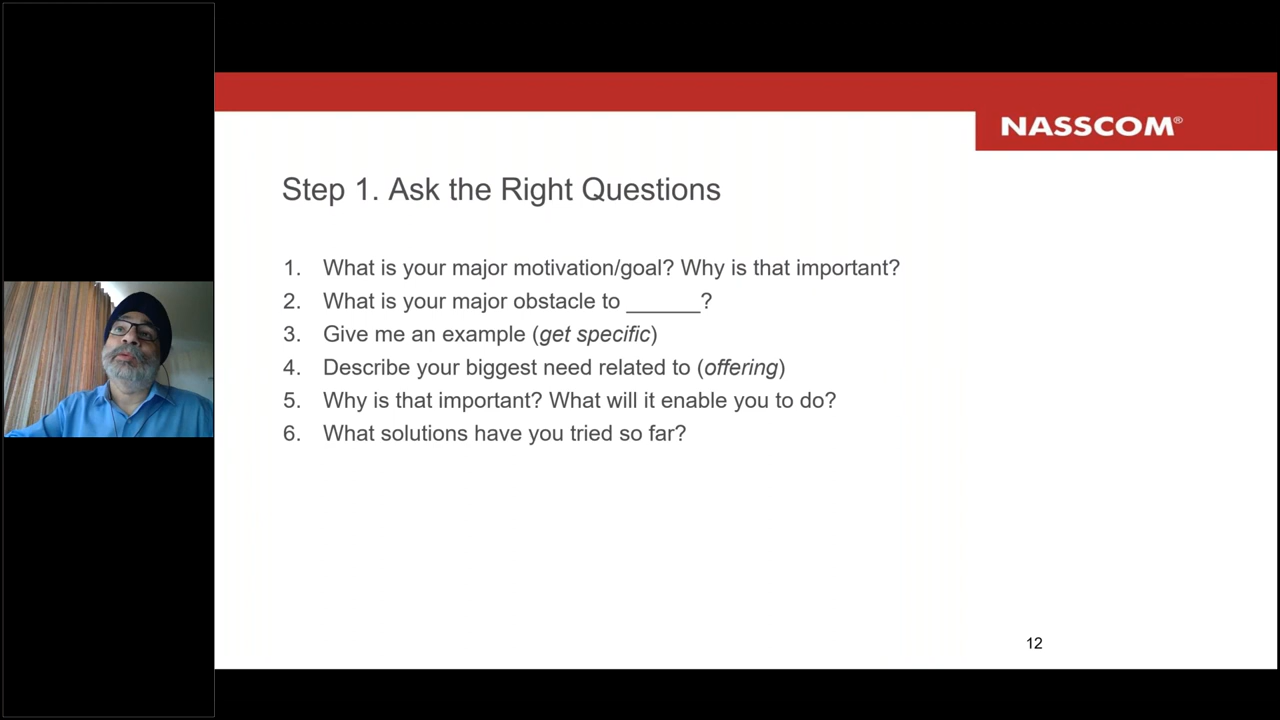 NASSCOM®
Step 1. Ask the Right Questions
1. What is your major motivation/goal? Why is that important?
2. What is your major obstacle to ______?
3. Give me an example (get specific)
4. Describe your biggest need related to (offering)
5. Why is that important? What will it enable you to do?
6. What solutions have you tried so far?
12